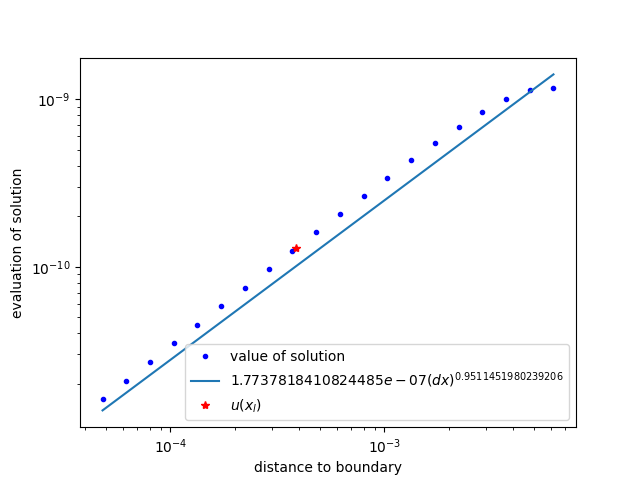 10⁻⁹
10⁻¹⁰
evaluation of solution
value of solution
1.7737818410824485e − 07(dx)^0.9511451980239206
u(x_I)
10⁻⁴ 10⁻³
distance to boundary